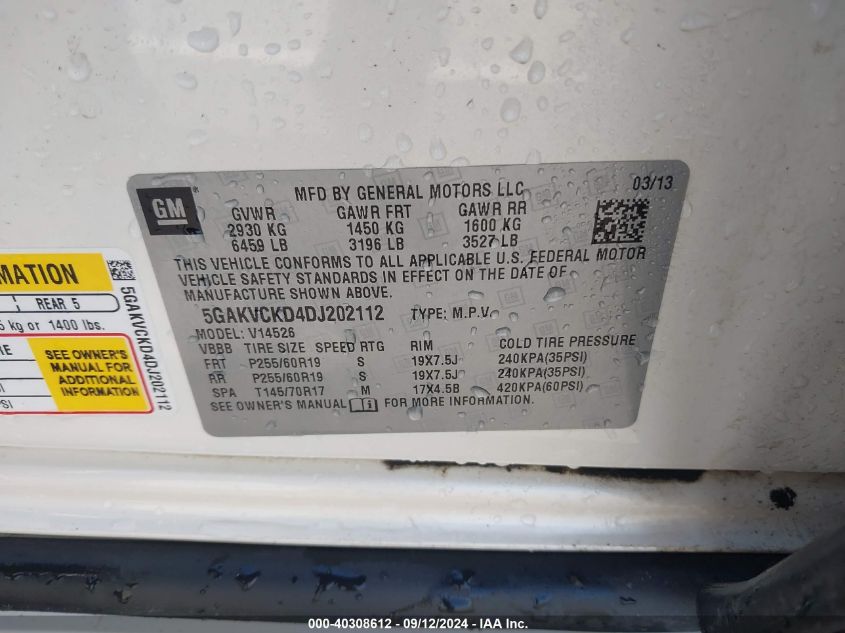 GM
MFD BY GENERAL MOTORS LLC 03/13
GVWR GAWR FRT GAWR RR
2930 KG 1450 KG 1600 KG
6459 LB 3196 LB 3527 LB
THIS VEHICLE CONFORMS TO ALL APPLICABLE U.S. FEDERAL MOTOR
VEHICLE SAFETY STANDARDS IN EFFECT ON THE DATE OF
MANUFACTURE SHOWN ABOVE.
5GAKVCKD4DJ202112 TYPE: M.P.V.
MODEL: V14526
VBBB TIRE SIZE SPEED RTG RIM COLD TIRE PRESSURE
FRT P255/60R19 S 19X7.5J 240KPA(35PSI)
RR P255/60R19 S 19X7.5J 240KPA(35PSI)
SPA T145/70R17 M 17X4.5B 420KPA(60PSI)
SEE OWNER'S MANUAL FOR MORE INFORMATION.
MATION
REAR 5
kg or 1400 lbs.
SEE OWNER'S
MANUAL FOR
ADDITIONAL
INFORMATION
5GAKVCKD4DJ202112
000-40308612 - 09/12/2024 - IAA Inc.